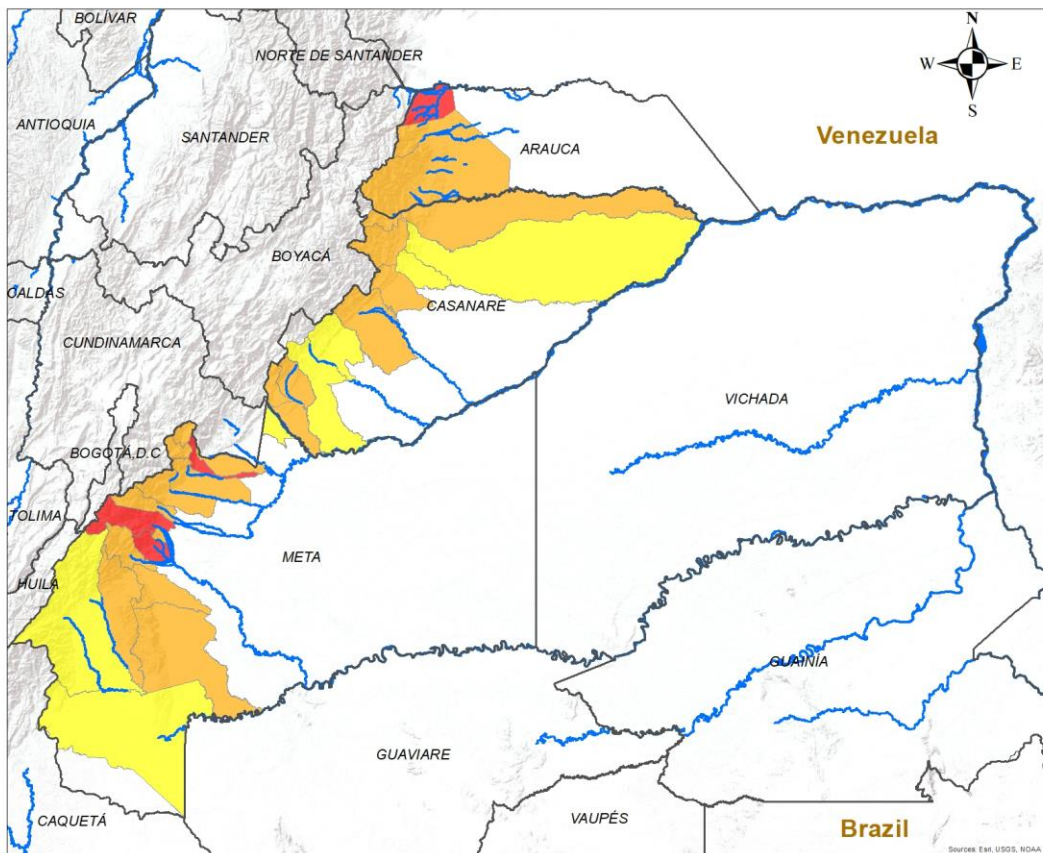 BOLÍVAR
NORTE DE SANTANDER
N
W E
S
ANTIOQUIA
SANTANDER
Venezuela
ARAUCA
BOYACÁ
CALDAS
CASANARE
CUNDINAMARCA
VICHADA
BOGOTÁ,D.C
TOLIMA
META
HUILA
GUAINÍA
GUAVIARE
CAQUETÁ
VAUPÉS
Brazil
Sources: Esri, USGS, NOAA